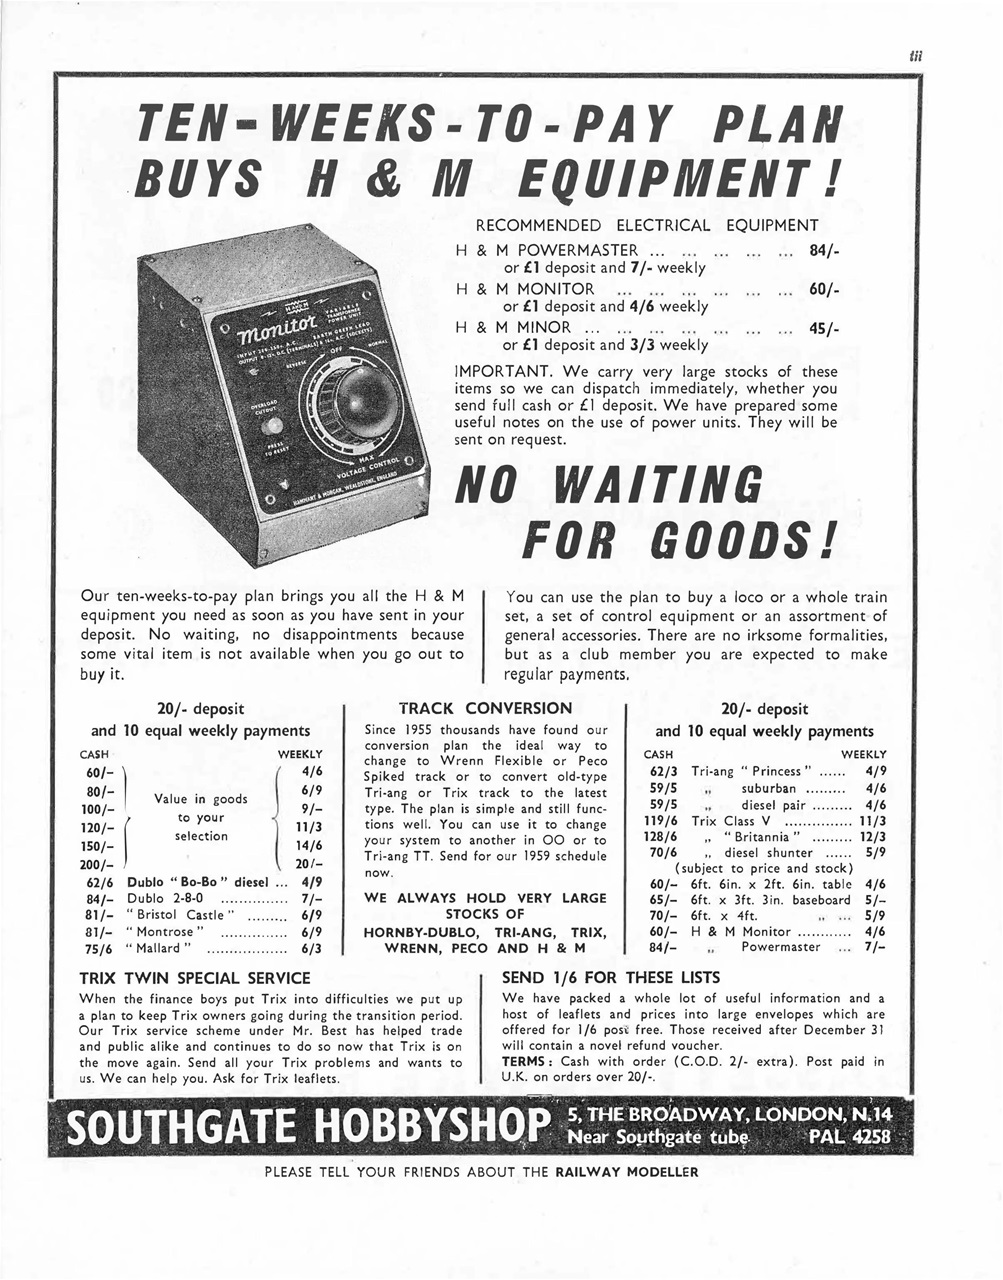 iii
TEN-WEEKS-TO-PAY PLAN
BUYS H & M EQUIPMENT!
RECOMMENDED ELECTRICAL EQUIPMENT
H & M POWERMASTER ... ... ... ... ... 84/-
or £1 deposit and 7/- weekly
H & M MONITOR ... ... ... ... ... ... 60/-
or £1 deposit and 4/6 weekly
H & M MINOR ... ... ... ... ... ... ... 45/-
or £1 deposit and 3/3 weekly
IMPORTANT. We carry very large stocks of these
items so we can dispatch immediately, whether you
send full cash or £1 deposit. We have prepared some
useful notes on the use of power units. They will be
sent on request.
H AND M
Monitor
VARIABLE
TRANSFORMER
POWER UNIT
EARTH GREEN LEAD
REVERSE
OFF
NORMAL
OVERLOAD
CUTOUT
PRESS
TO RESET
MAX
VOLTAGE CONTROL
HAMMANT & MORGAN, WEALDSTONE, ENGLAND
NO WAITING
FOR GOODS!
Our ten-weeks-to-pay plan brings you all the H & M
equipment you need as soon as you have sent in your
deposit. No waiting, no disappointments because
some vital item is not available when you go out to
buy it.
You can use the plan to buy a loco or a whole train
set, a set of control equipment or an assortment of
general accessories. There are no irksome formalities,
but as a club member you are expected to make
regular payments.
20/- deposit
and 10 equal weekly payments
CASH WEEKLY
60/- 4/6
80/- 6/9
100/- Value in goods 9/-
120/- to your 11/3
150/- selection 14/6
200/- 20/-
62/6 Dublo "Bo-Bo" diesel ... 4/9
84/- Dublo 2-8-0 ............... 7/-
81/- "Bristol Castle" ......... 6/9
81/- "Montrose" ............... 6/9
75/6 "Mallard" .................. 6/3
TRACK CONVERSION
Since 1955 thousands have found our
conversion plan the ideal way to
change to Wrenn Flexible or Peco
Spiked track or to convert old-type
Tri-ang or Trix track to the latest
type. The plan is simple and still func-
tions well. You can use it to change
your system to another in OO or to
Tri-ang TT. Send for our 1959 schedule
now.
WE ALWAYS HOLD VERY LARGE
STOCKS OF
HORNBY-DUBLO, TRI-ANG, TRIX,
WRENN, PECO AND H & M
20/- deposit
and 10 equal weekly payments
CASH WEEKLY
62/3 Tri-ang "Princess" ...... 4/9
59/5 ,, suburban ......... 4/6
59/5 ,, diesel pair ......... 4/6
119/6 Trix Class V ............... 11/3
128/6 ,, "Britannia" ......... 12/3
70/6 ,, diesel shunter ...... 5/9
(subject to price and stock)
60/- 6ft. 6in. x 2ft. 6in. table 4/6
65/- 6ft. x 3ft. 3in. baseboard 5/-
70/- 6ft. x 4ft. ,, ... 5/9
60/- H & M Monitor ............ 4/6
84/- ,, Powermaster ... 7/-
TRIX TWIN SPECIAL SERVICE
When the finance boys put Trix into difficulties we put up
a plan to keep Trix owners going during the transition period.
Our Trix service scheme under Mr. Best has helped trade
and public alike and continues to do so now that Trix is on
the move again. Send all your Trix problems and wants to
us. We can help you. Ask for Trix leaflets.
SEND 1/6 FOR THESE LISTS
We have packed a whole lot of useful information and a
host of leaflets and prices into large envelopes which are
offered for 1/6 post free. Those received after December 31
will contain a novel refund voucher.
TERMS: Cash with order (C.O.D. 2/- extra). Post paid in
U.K. on orders over 20/-.
SOUTHGATE HOBBYSHOP
5, THE BROADWAY, LONDON, N.14
Near Southgate tube PAL 4258
PLEASE TELL YOUR FRIENDS ABOUT THE RAILWAY MODELLER